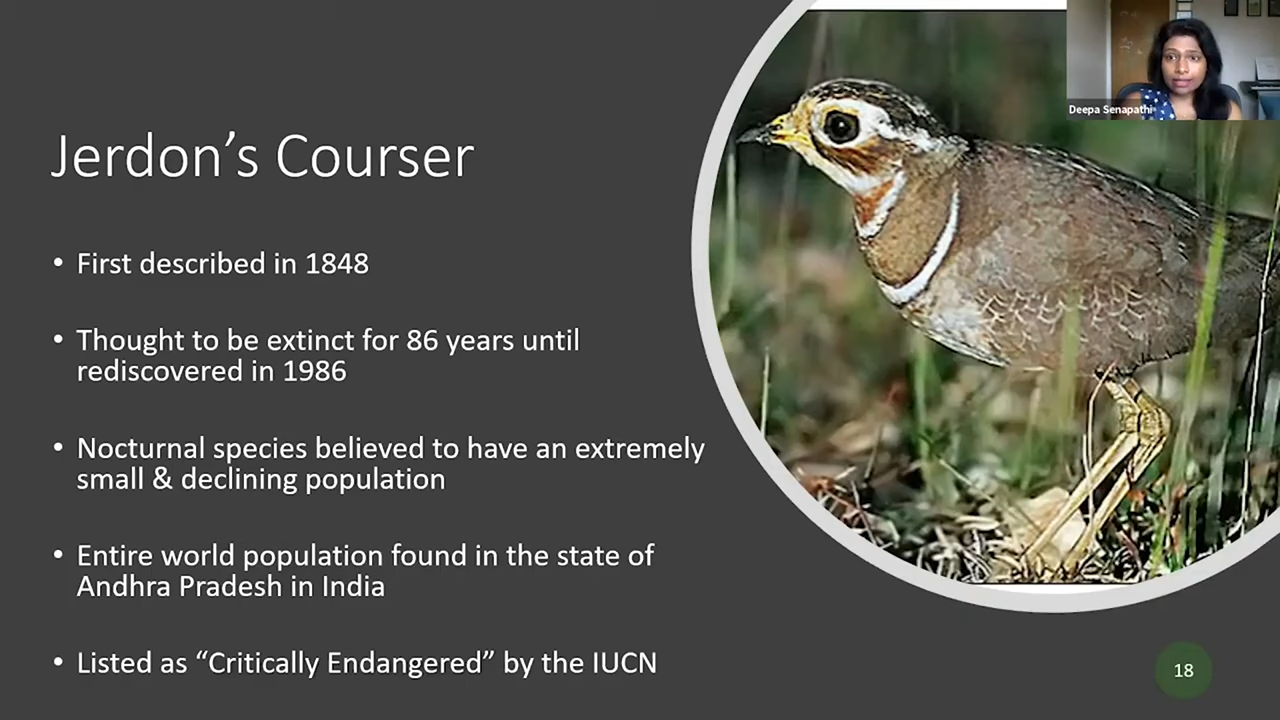 Deepa Senapathi
Jerdon’s Courser
• First described in 1848
• Thought to be extinct for 86 years until
rediscovered in 1986
• Nocturnal species believed to have an extremely
small & declining population
• Entire world population found in the state of
Andhra Pradesh in India
• Listed as “Critically Endangered” by the IUCN
18